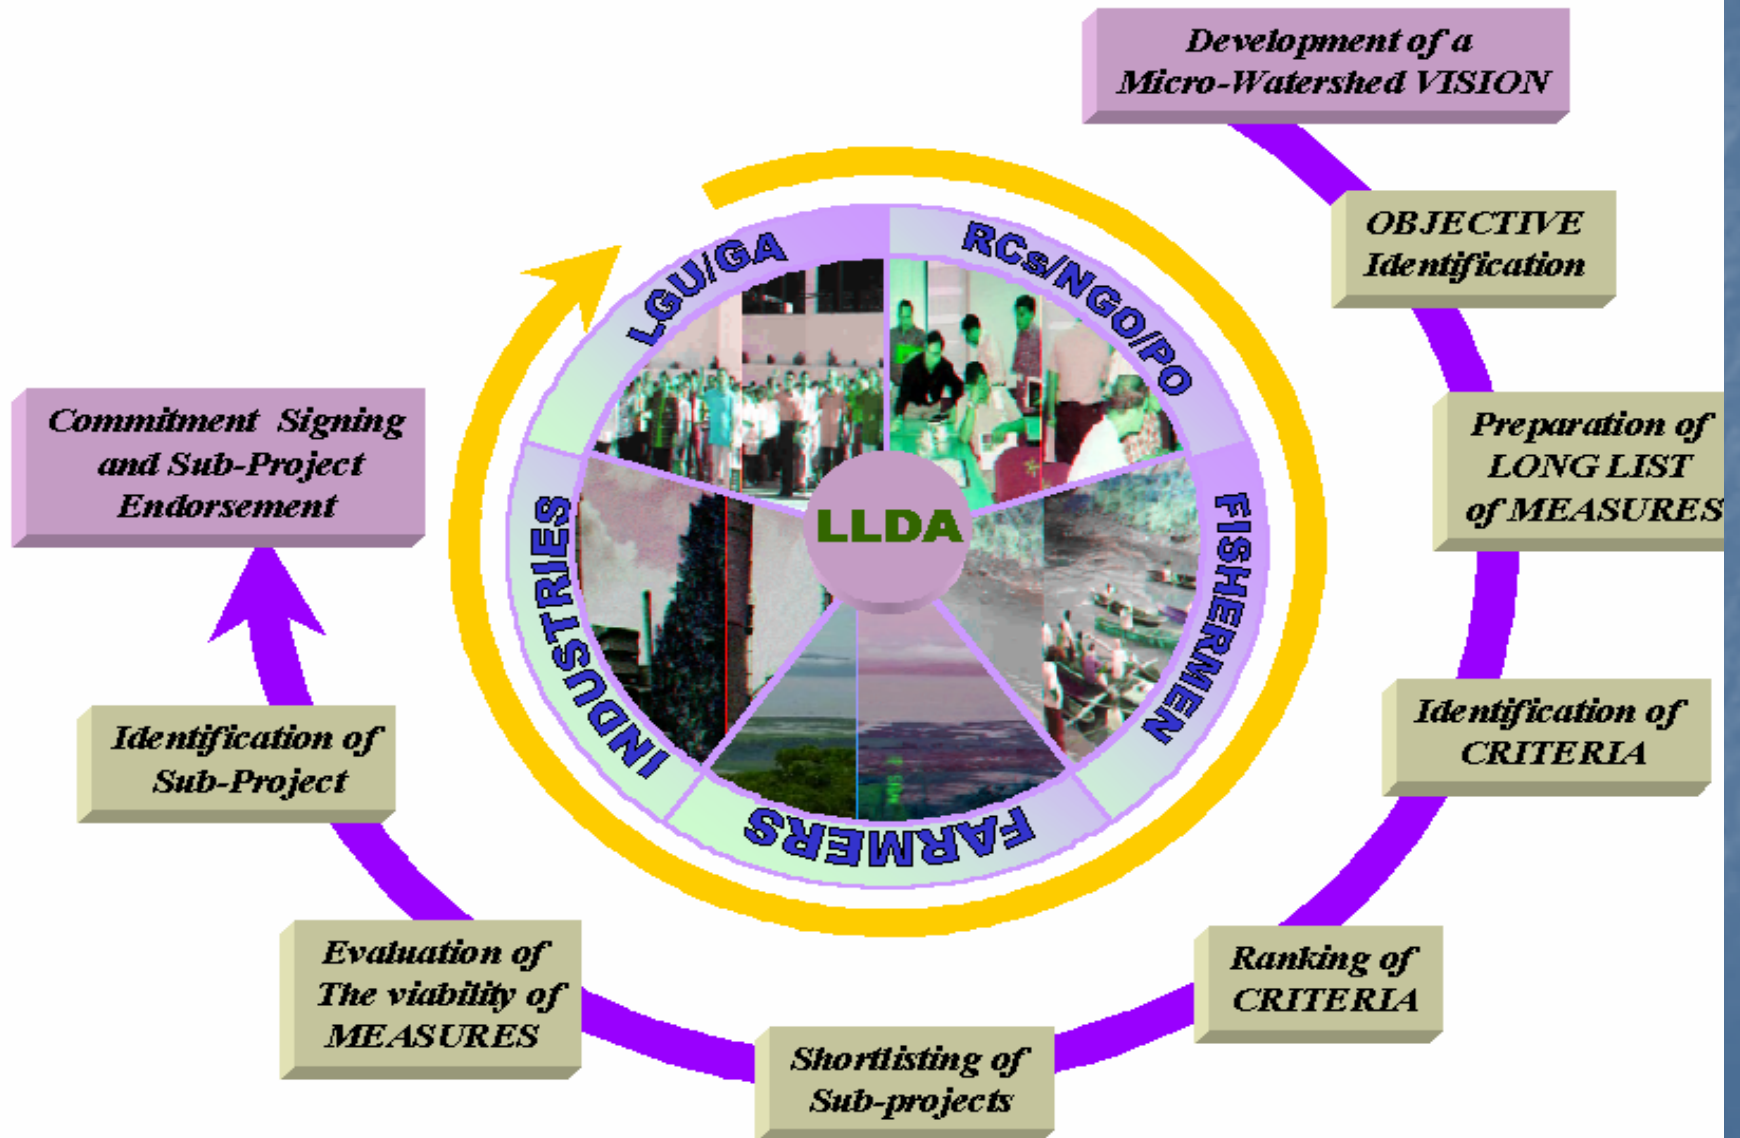 Development of a
Micro-Watershed VISION
OBJECTIVE
Identification
Preparation of
LONG LIST
of MEASURES
Identification of
CRITERIA
Ranking of
CRITERIA
Shortlisting of
Sub-projects
Evaluation of
The viability of
MEASURES
Identification of
Sub-Project
Commitment Signing
and Sub-Project
Endorsement
LGU/GA
RCs/NGO/PO
FISHERMEN
FARMERS
INDUSTRIES
LLDA